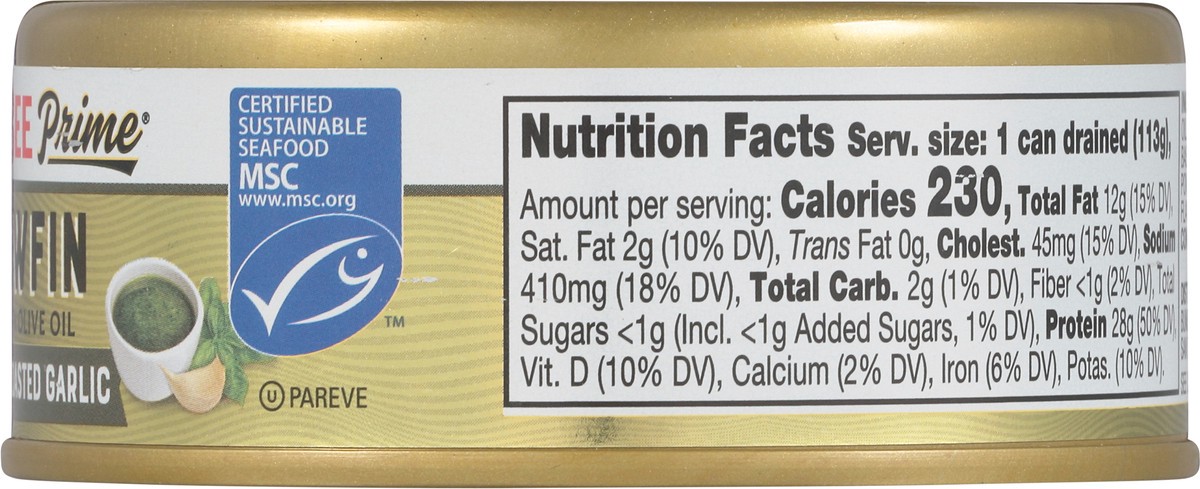 EE Prime®
CERTIFIED
SUSTAINABLE
SEAFOOD
MSC
www.msc.org
TM
WFIN
OLIVE OIL
STED GARLIC
U PAREVE
Nutrition Facts Serv. size: 1 can drained (113g),
Amount per serving: Calories 230, Total Fat 12g (15% DV),
Sat. Fat 2g (10% DV), Trans Fat 0g, Cholest. 45mg (15% DV), Sodium
410mg (18% DV), Total Carb. 2g (1% DV), Fiber <1g (2% DV), Total
Sugars <1g (Incl. <1g Added Sugars, 1% DV), Protein 28g (50% DV),
Vit. D (10% DV), Calcium (2% DV), Iron (6% DV), Potas. (10% DV).